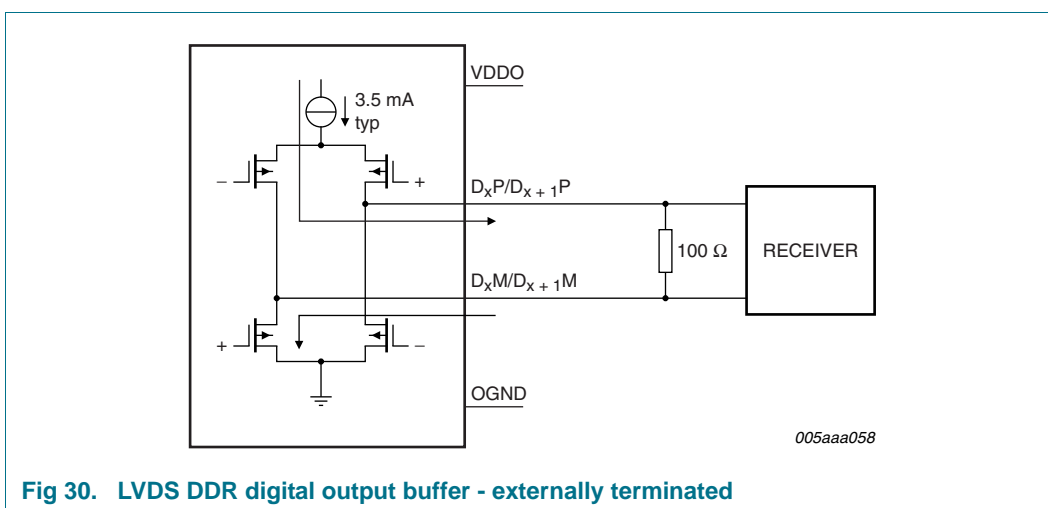 VDDO
3.5 mA
typ
−
+
DxP/Dx + 1P
100 Ω
RECEIVER
DxM/Dx + 1M
+
−
OGND
005aaa058
Fig 30. LVDS DDR digital output buffer - externally terminated